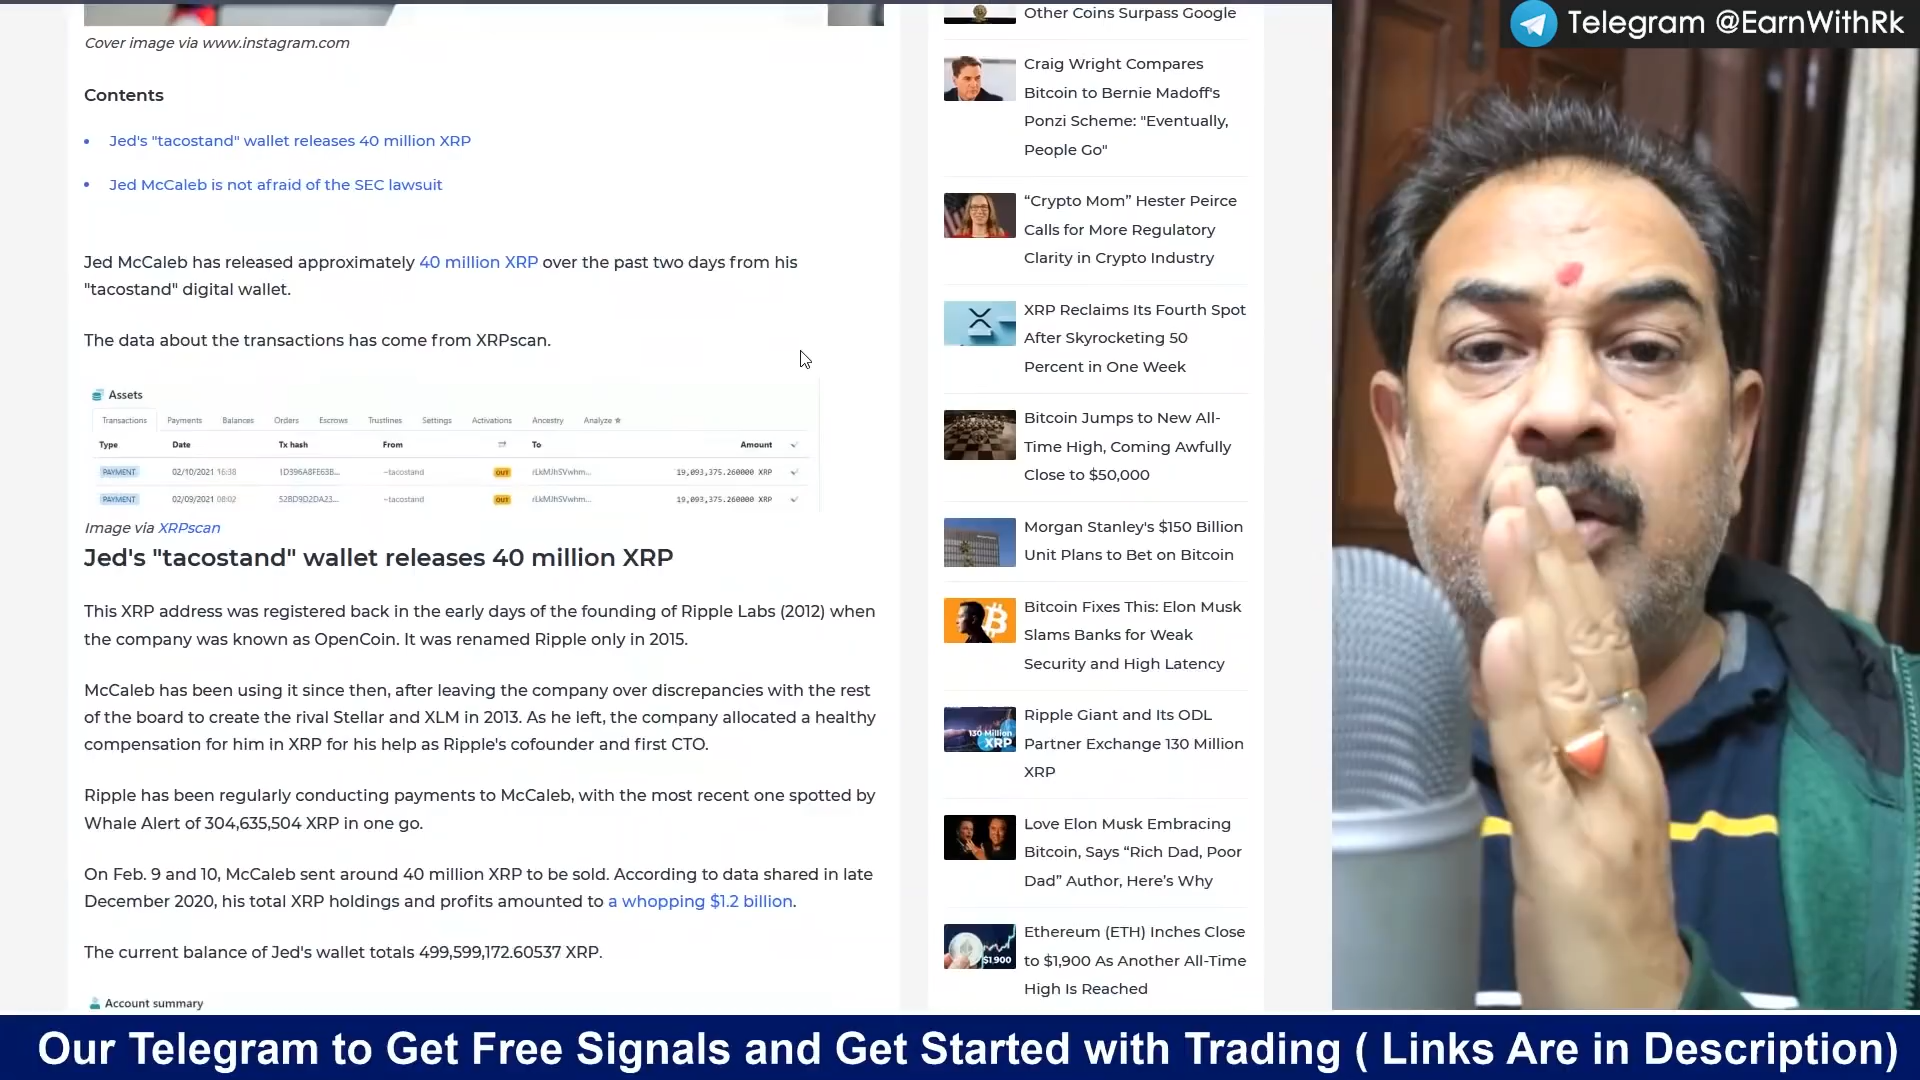 Cover image via www.instagram.com
Contents
Jed's "tacostand" wallet releases 40 million XRP
Jed McCaleb is not afraid of the SEC lawsuit
Jed McCaleb has released approximately 40 million XRP over the past two days from his
"tacostand" digital wallet.
The data about the transactions has come from XRPscan.
Assets
Transactions Payments Balances Orders Escrows Trustlines Settings Activations Ancestry Analyze
Type Date Tx hash From To Amount
PAYMENT 02/10/2021 16:38 1D396A8FE63B... ~tacostand OUT rLkMJhSVwhm... 19,093,375.260000 XRP
PAYMENT 02/09/2021 08:02 52BD9D2DA23... ~tacostand OUT rLkMJhSVwhm... 19,093,375.260000 XRP
Image via XRPscan
Jed's "tacostand" wallet releases 40 million XRP
This XRP address was registered back in the early days of the founding of Ripple Labs (2012) when
the company was known as OpenCoin. It was renamed Ripple only in 2015.
McCaleb has been using it since then, after leaving the company over discrepancies with the rest
of the board to create the rival Stellar and XLM in 2013. As he left, the company allocated a healthy
compensation for him in XRP for his help as Ripple's cofounder and first CTO.
Ripple has been regularly conducting payments to McCaleb, with the most recent one spotted by
Whale Alert of 304,635,504 XRP in one go.
On Feb. 9 and 10, McCaleb sent around 40 million XRP to be sold. According to data shared in late
December 2020, his total XRP holdings and profits amounted to a whopping $1.2 billion.
The current balance of Jed's wallet totals 499,599,172.60537 XRP.
Account summary
Other Coins Surpass Google
Craig Wright Compares
Bitcoin to Bernie Madoff's
Ponzi Scheme: "Eventually,
People Go"
“Crypto Mom” Hester Peirce
Calls for More Regulatory
Clarity in Crypto Industry
XRP Reclaims Its Fourth Spot
After Skyrocketing 50
Percent in One Week
Bitcoin Jumps to New All-
Time High, Coming Awfully
Close to $50,000
Morgan Stanley's $150 Billion
Unit Plans to Bet on Bitcoin
Bitcoin Fixes This: Elon Musk
Slams Banks for Weak
Security and High Latency
130 Million
XRP
Ripple Giant and Its ODL
Partner Exchange 130 Million
XRP
Love Elon Musk Embracing
Bitcoin, Says “Rich Dad, Poor
Dad” Author, Here’s Why
$1,900
Ethereum (ETH) Inches Close
to $1,900 As Another All-Time
High Is Reached
Telegram @EarnWithRk
Our Telegram to Get Free Signals and Get Started with Trading ( Links Are in Description)